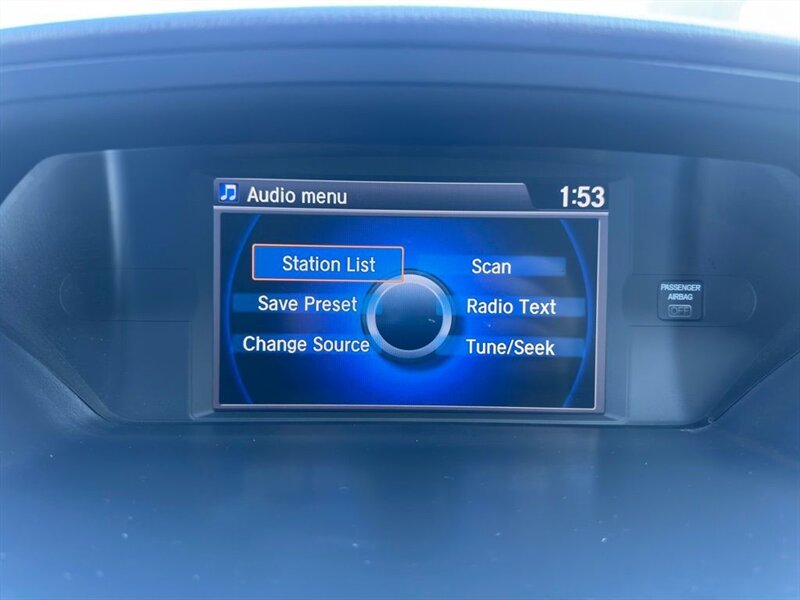 Audio menu
1:53
Station List
Scan
Save Preset
Radio Text
Change Source
Tune/Seek
PASSENGER
AIRBAG
OFF